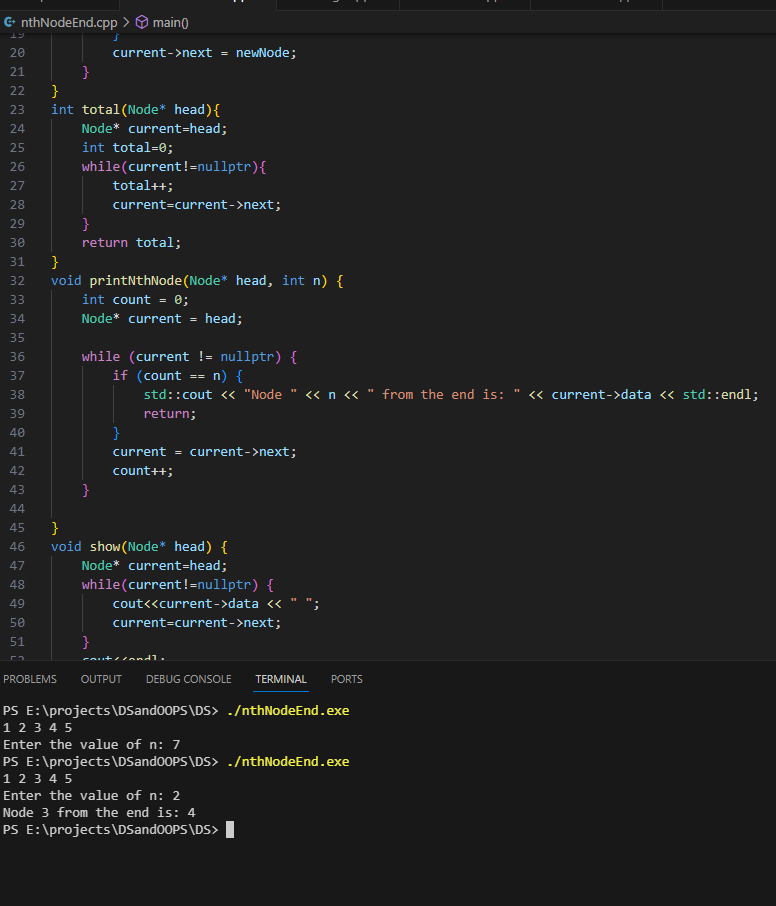 nthNodeEnd.cpp > main()
19 }
20 current->next = newNode;
21 }
22 }
23 int total(Node* head){
24 Node* current=head;
25 int total=0;
26 while(current!=nullptr){
27 total++;
28 current=current->next;
29 }
30 return total;
31 }
32 void printNthNode(Node* head, int n) {
33 int count = 0;
34 Node* current = head;
35
36 while (current != nullptr) {
37 if (count == n) {
38 std::cout << "Node " << n << " from the end is: " << current->data << std::endl;
39 return;
40 }
41 current = current->next;
42 count++;
43 }
44
45 }
46 void show(Node* head) {
47 Node* current=head;
48 while(current!=nullptr) {
49 cout<<current->data << " ";
50 current=current->next;
51 }
52 cout<<endl;
PROBLEMS OUTPUT DEBUG CONSOLE TERMINAL PORTS
PS E:\projects\DSandOOPS\DS> ./nthNodeEnd.exe
1 2 3 4 5
Enter the value of n: 7
PS E:\projects\DSandOOPS\DS> ./nthNodeEnd.exe
1 2 3 4 5
Enter the value of n: 2
Node 3 from the end is: 4
PS E:\projects\DSandOOPS\DS>